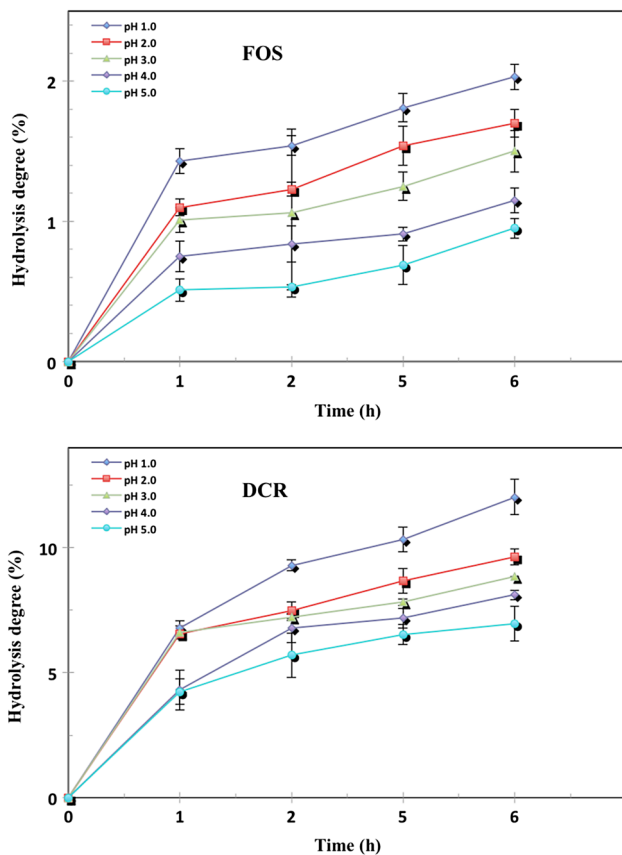 FOS
pH 1.0
pH 2.0
pH 3.0
pH 4.0
pH 5.0
Hydrolysis degree (%)
2
1
0
0 1 2 5 6
Time (h)
DCR
pH 1.0
pH 2.0
pH 3.0
pH 4.0
pH 5.0
Hydrolysis degree (%)
10
5
0
0 1 2 5 6
Time (h)